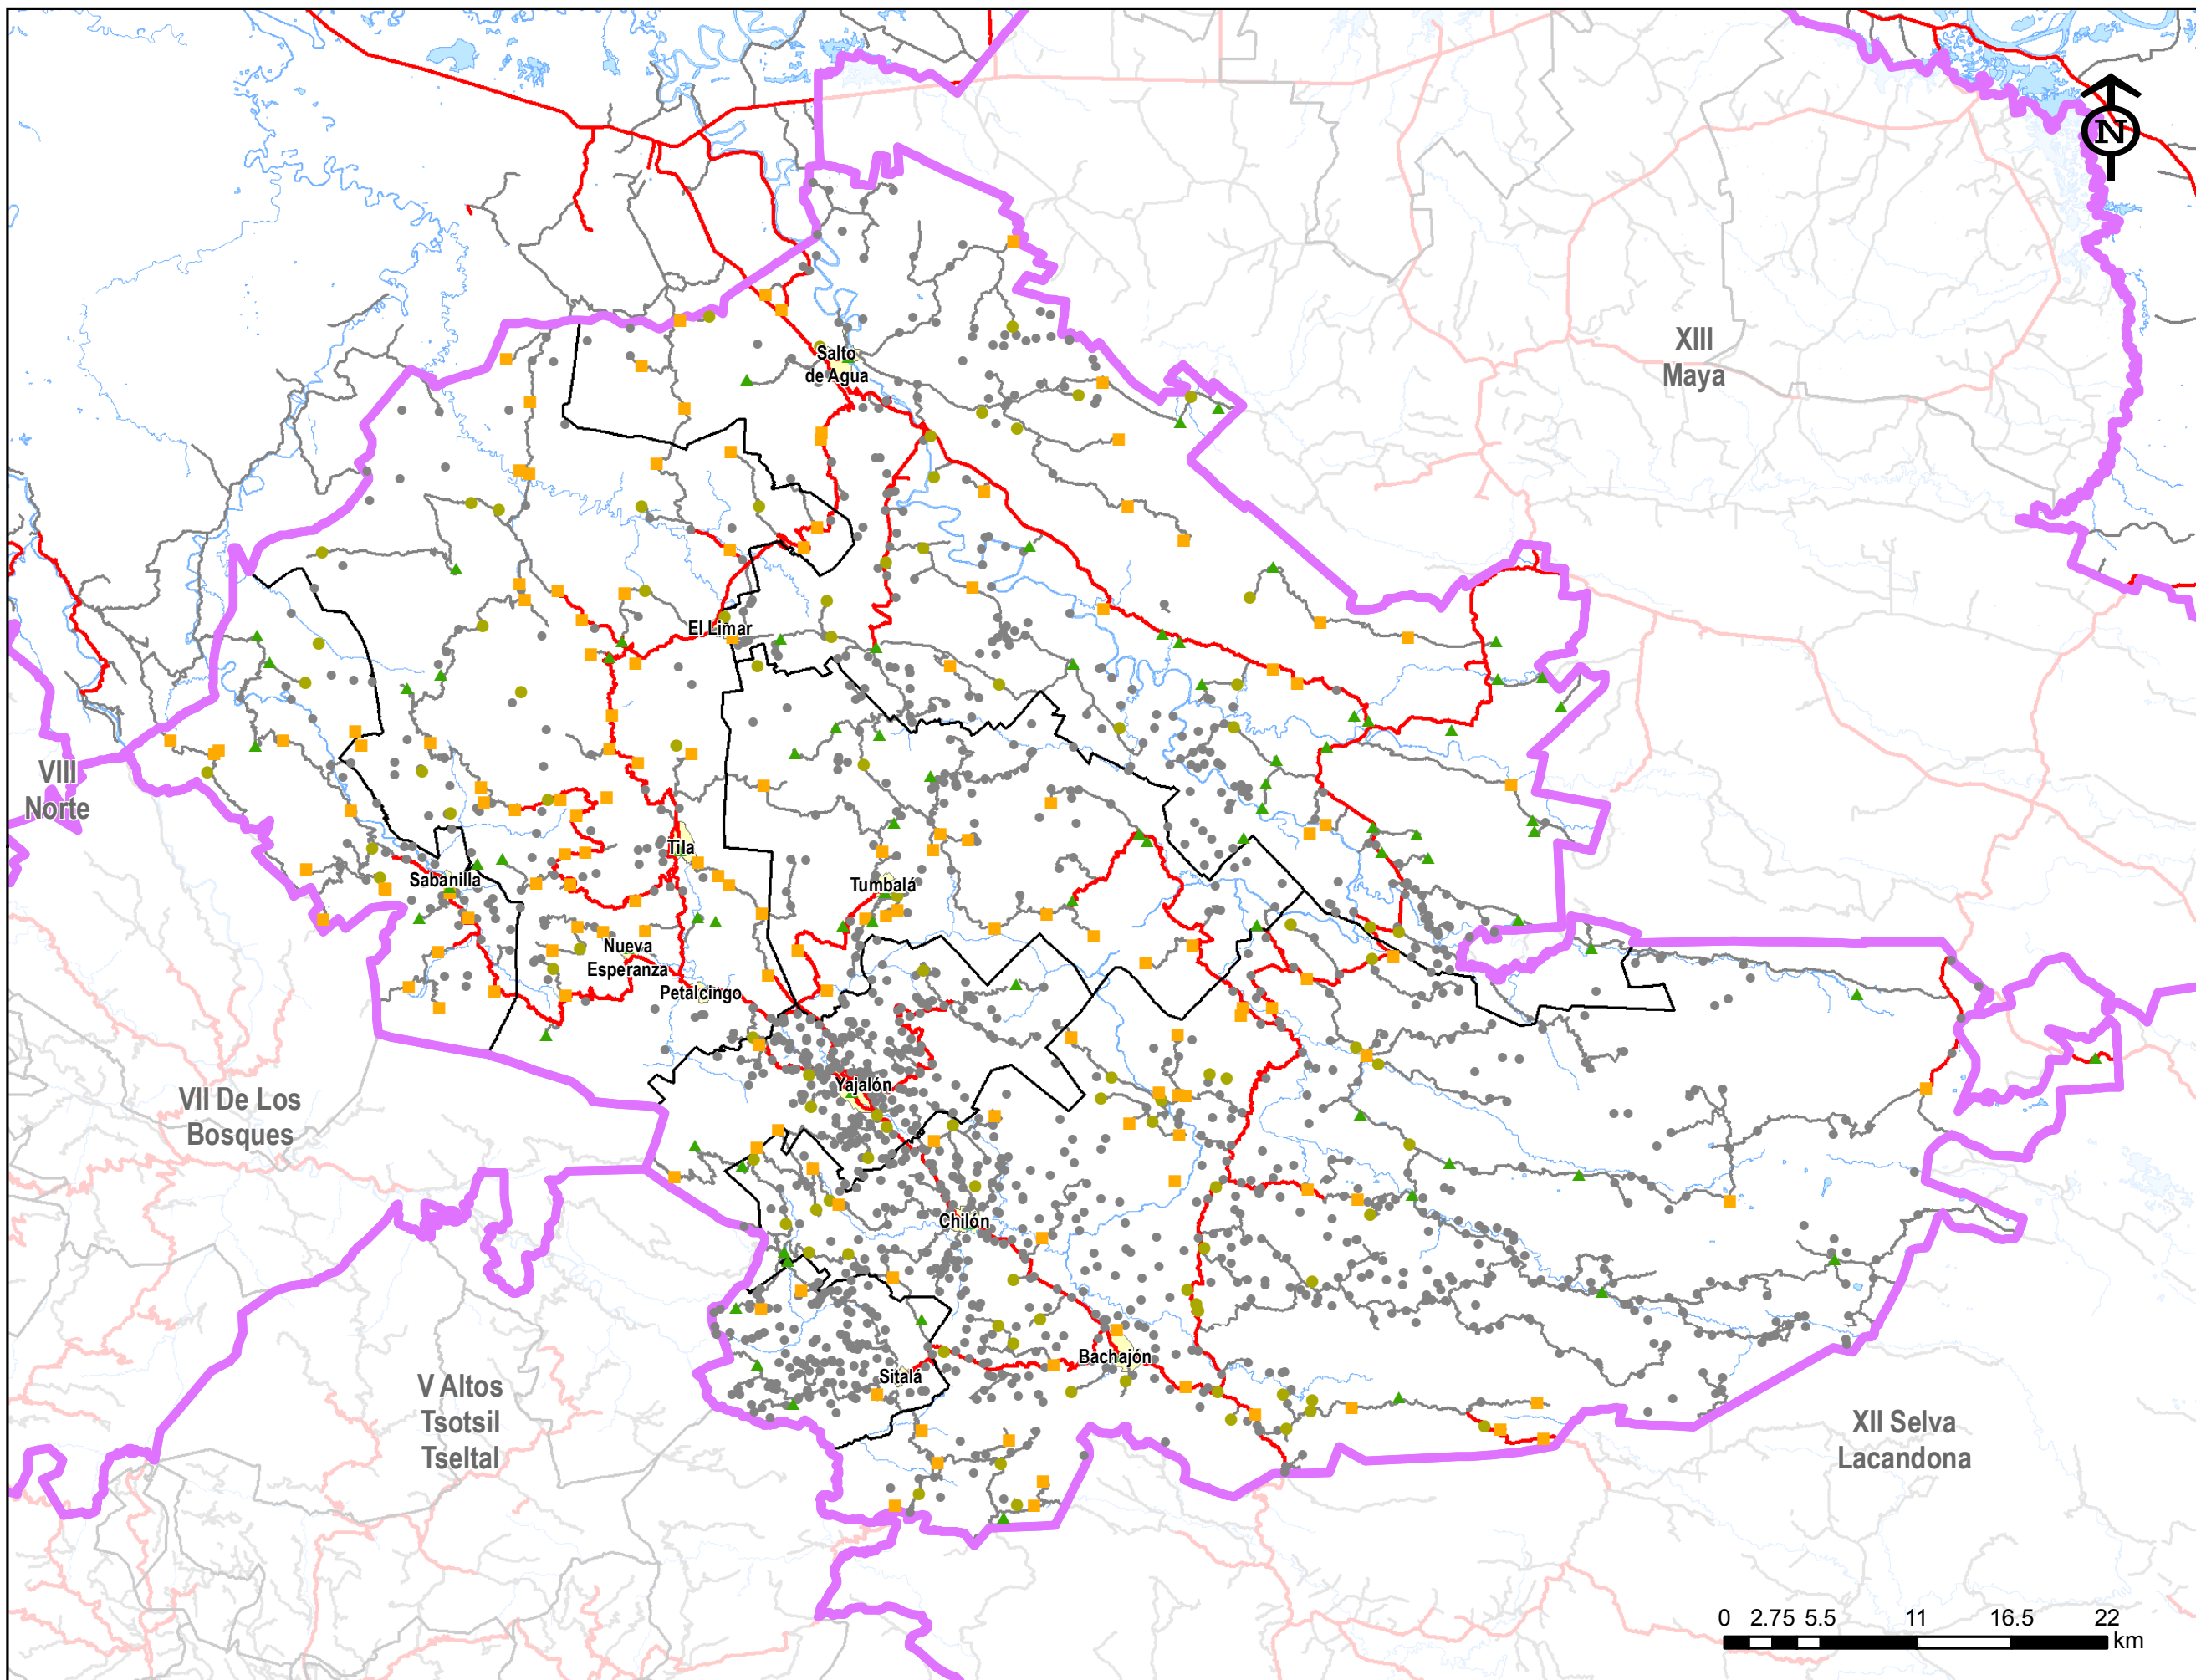 N
XIII
Maya
Salto
de Agua
El Limar
VIII
Norte
Tila
Sabanilla
Tumbalá
Nueva
Esperanza
Petalcingo
Yajalón
VII De Los
Bosques
Chilón
Bachajón
Sitalá
V Altos
Tsotsil
Tseltal
XII Selva
Lacandona
0 2.75 5.5 11 16.5 22
km